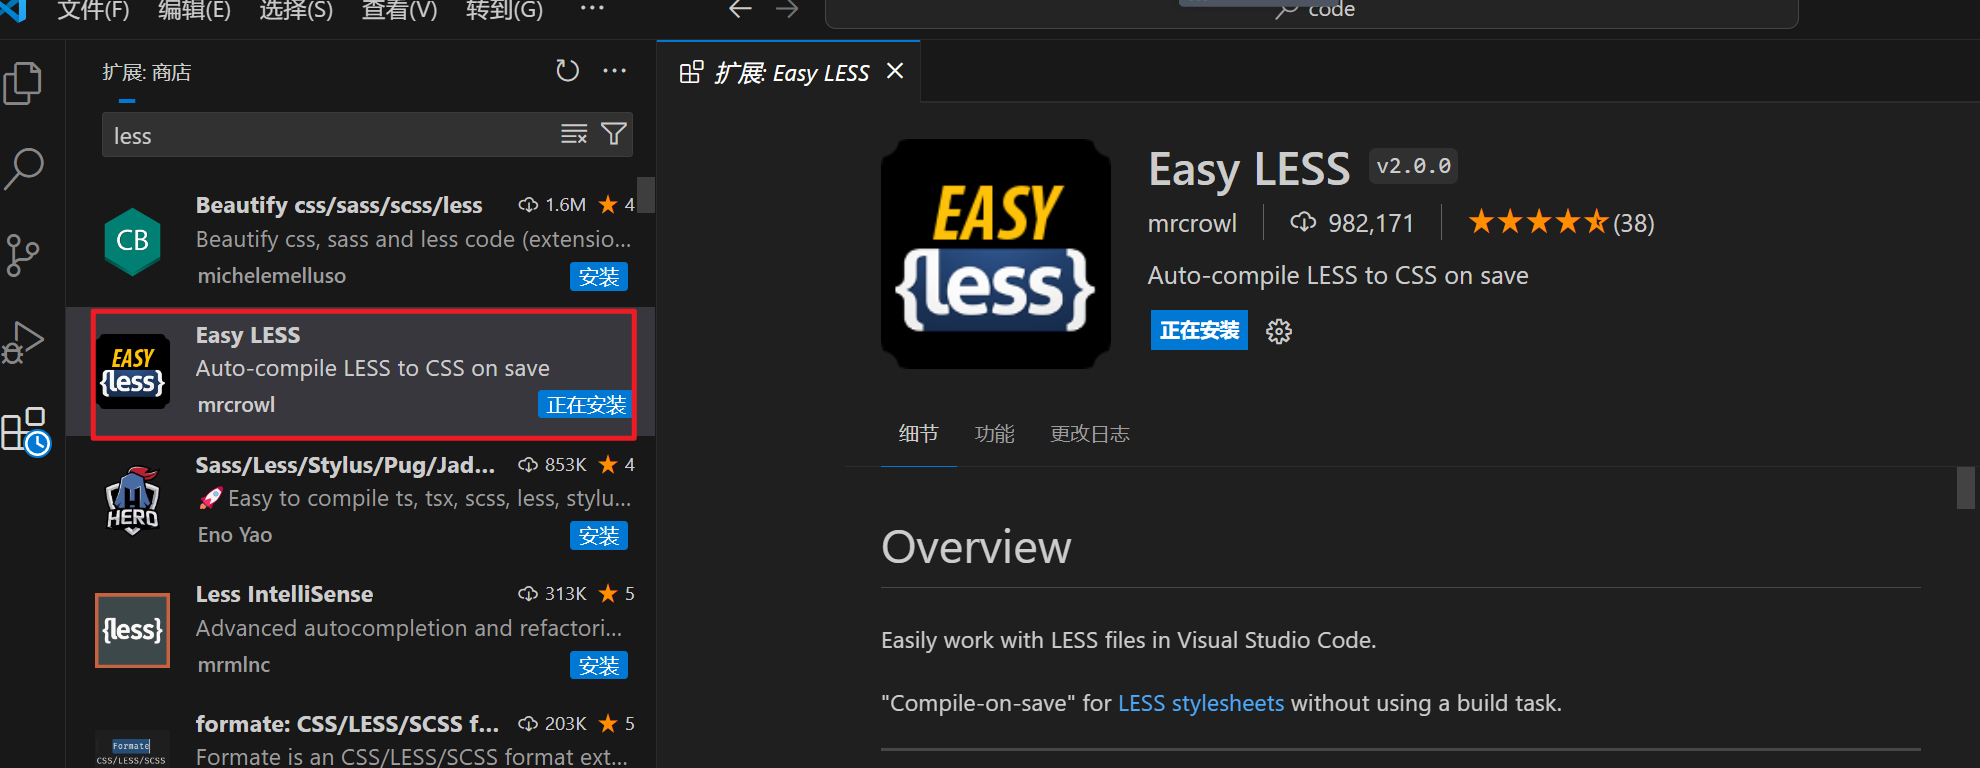 文件(F) 编辑(E) 选择(S) 查看(V) 转到(G) ··· code
扩展: 商店
扩展: Easy LESS
less
Beautify css/sass/scss/less 1.6M 4
Beautify css, sass and less code (extensio...
michelemelluso 安装
CB
Easy LESS
Auto-compile LESS to CSS on save
mrcrowl 正在安装
EASY
{less}
Sass/Less/Stylus/Pug/Jad... 853K 4
Easy to compile ts, tsx, scss, less, stylu...
Eno Yao 安装
HERO
Less IntelliSense 313K 5
Advanced autocompletion and refactori...
mrmlnc 安装
{less}
formate: CSS/LESS/SCSS f... 203K 5
Formate is an CSS/LESS/SCSS format ext...
Formate
CSS/LESS/SCSS
EASY
{less}
Easy LESS v2.0.0
mrcrowl 982,171 (38)
Auto-compile LESS to CSS on save
正在安装
细节 功能 更改日志
Overview
Easily work with LESS files in Visual Studio Code.
"Compile-on-save" for LESS stylesheets without using a build task.